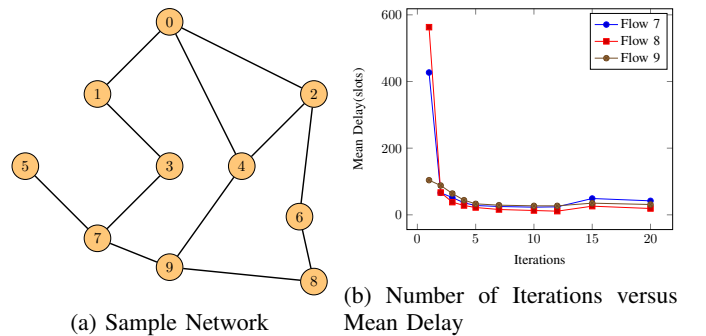 0
1
2
5
3
4
6
7
9
8
(a) Sample Network
600
400
200
0
Mean Delay(slots)
0
5
10
15
20
Iterations
Flow 7
Flow 8
Flow 9
(b) Number of Iterations versus
Mean Delay